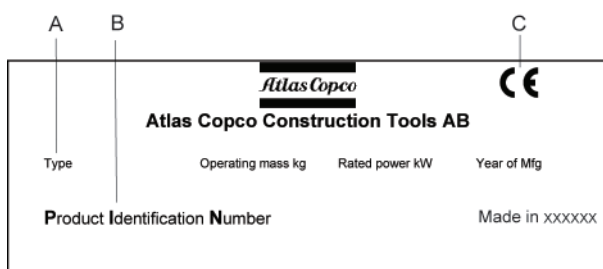 A B C
Atlas Copco CE
Atlas Copco Construction Tools AB
Type Operating mass kg Rated power kW Year of Mfg
Product Identification Number Made in xxxxxx